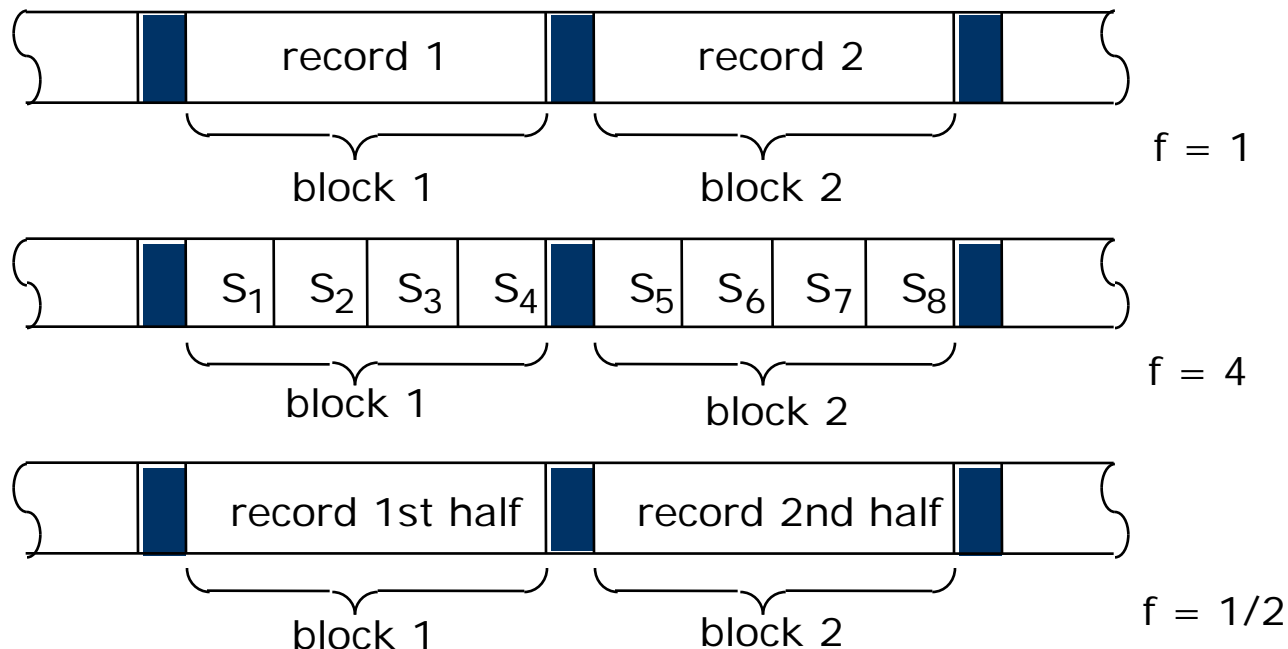 record 1 record 2
f = 1
block 1 block 2
S₁ S₂ S₃ S₄ S₅ S₆ S₇ S₈
f = 4
block 1 block 2
record 1st half record 2nd half
f = 1/2
block 1 block 2